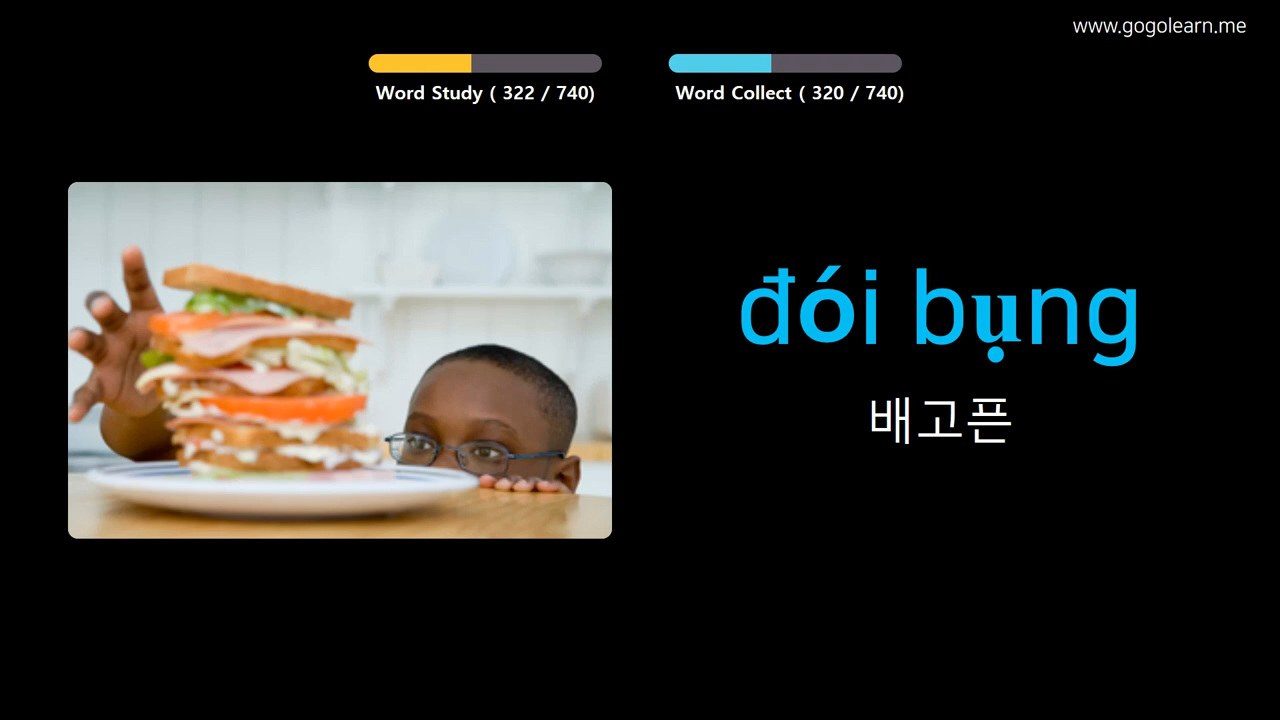 www.gogolearn.me
Word Study ( 322 / 740)
Word Collect ( 320 / 740)
đói bụng
배고픈